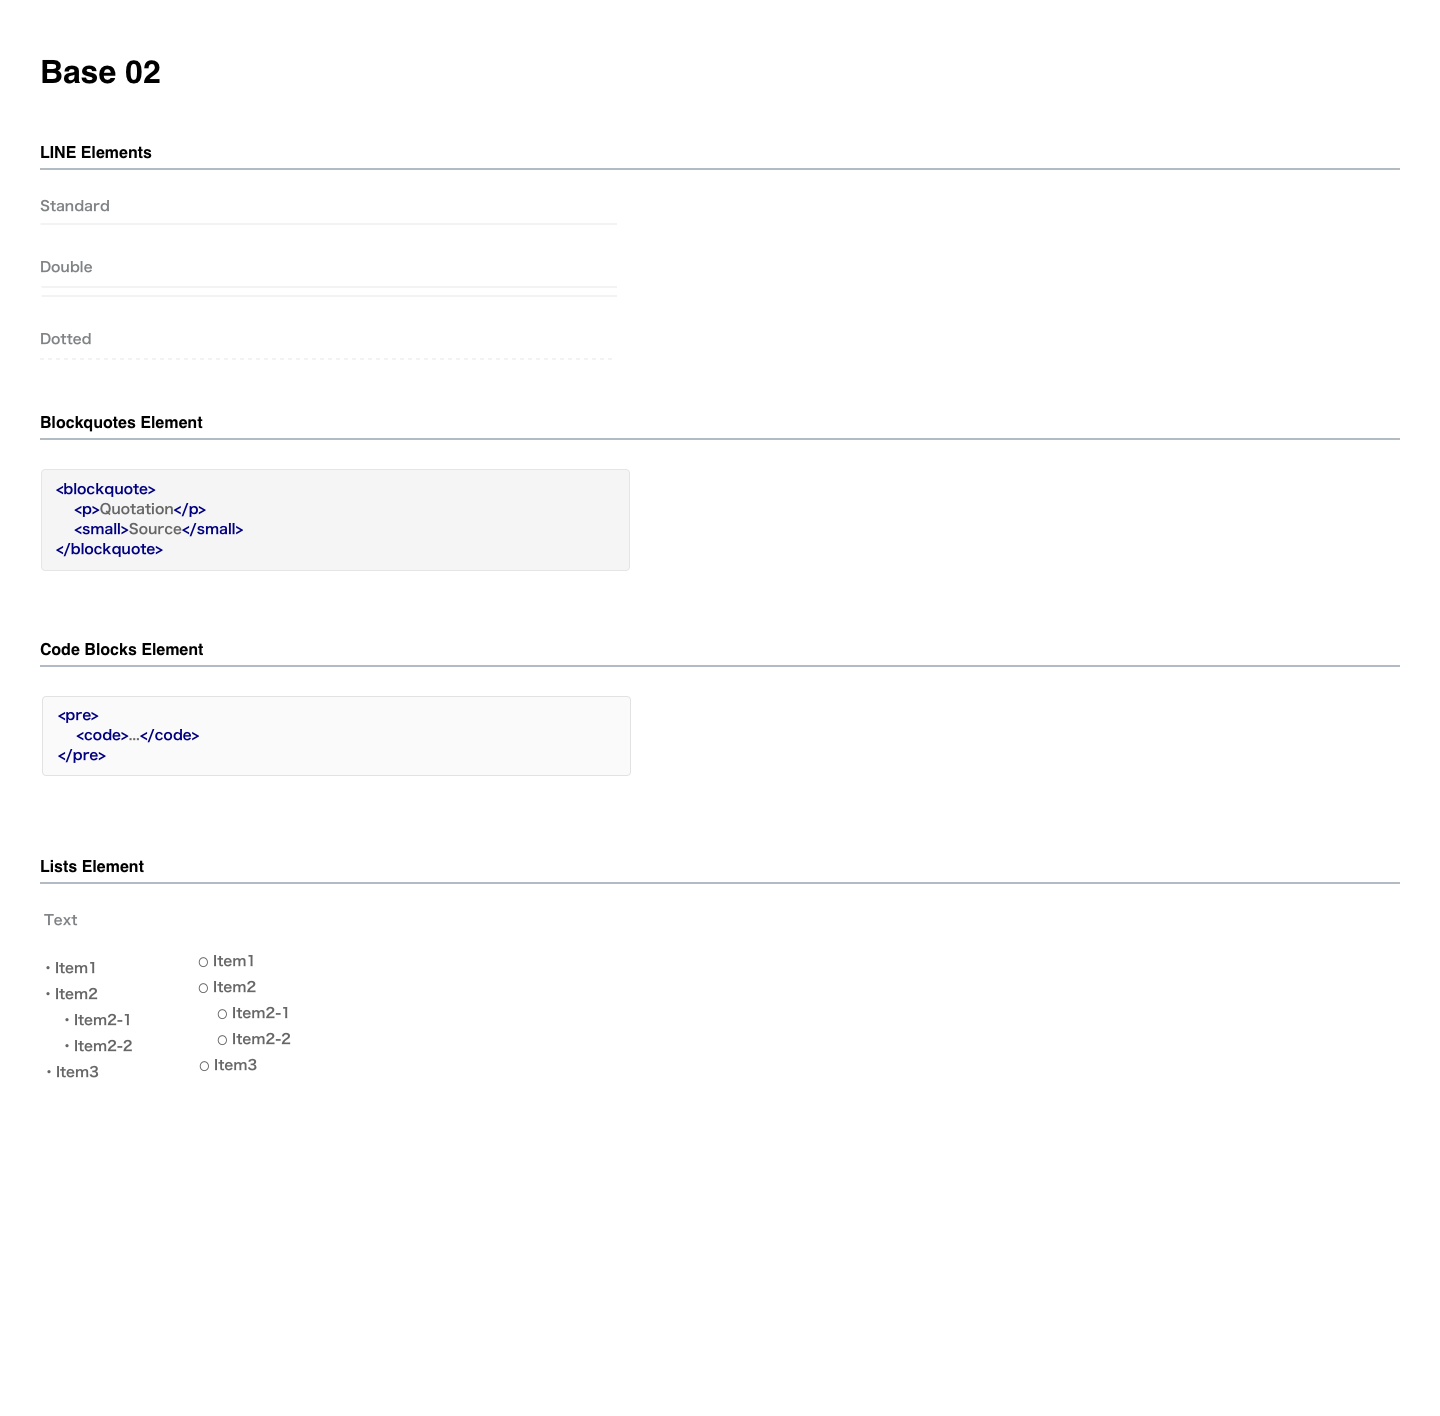 Base 02
LINE Elements
Standard
Double
Dotted
Blockquotes Element
<blockquote>
<p>Quotation</p>
<small>Source</small>
</blockquote>
Code Blocks Element
<pre>
<code>...</code>
</pre>
Lists Element
Text
・Item1
・Item2
・Item2-1
・Item2-2
・Item3
○ Item1
○ Item2
○ Item2-1
○ Item2-2
○ Item3